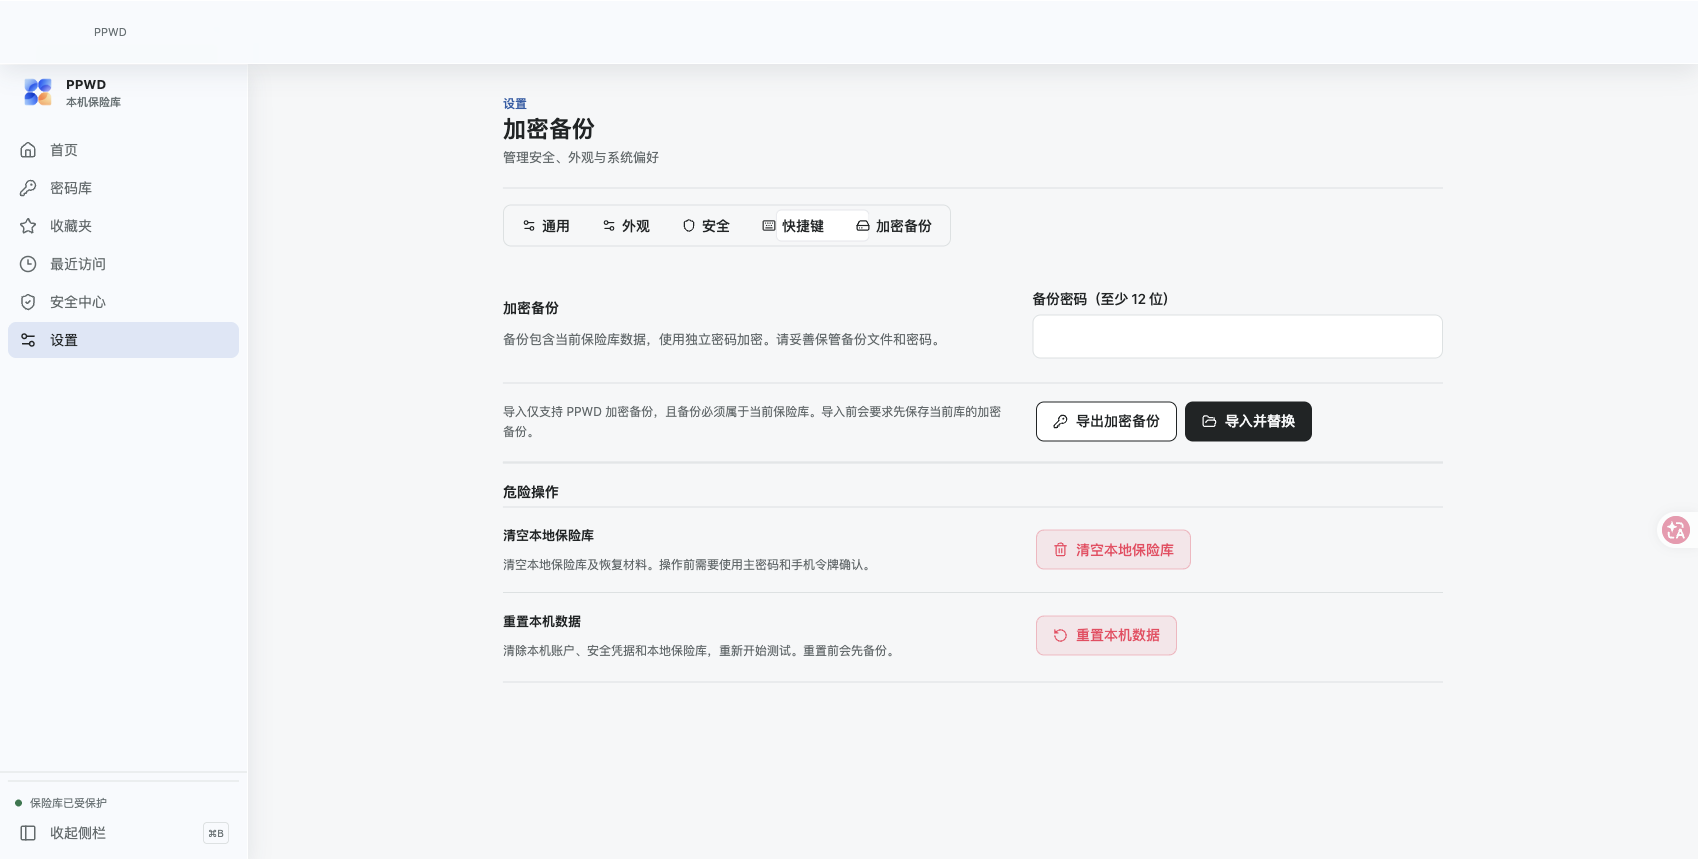 PPWD
PPWD
本机保险库
首页
密码库
收藏夹
最近访问
安全中心
设置
保险库已受保护
收起侧栏
⌘B
设置
加密备份
管理安全、外观与系统偏好
通用
外观
安全
快捷键
加密备份
加密备份
备份包含当前保险库数据，使用独立密码加密。请妥善保管备份文件和密码。
备份密码（至少 12 位）
导入仅支持 PPWD 加密备份，且备份必须属于当前保险库。导入前会要求先保存当前库的加密
备份。
导出加密备份
导入并替换
危险操作
清空本地保险库
清空本地保险库及恢复材料。操作前需要使用主密码和手机令牌确认。
清空本地保险库
重置本机数据
清除本机账户、安全凭据和本地保险库，重新开始测试。重置前会先备份。
重置本机数据